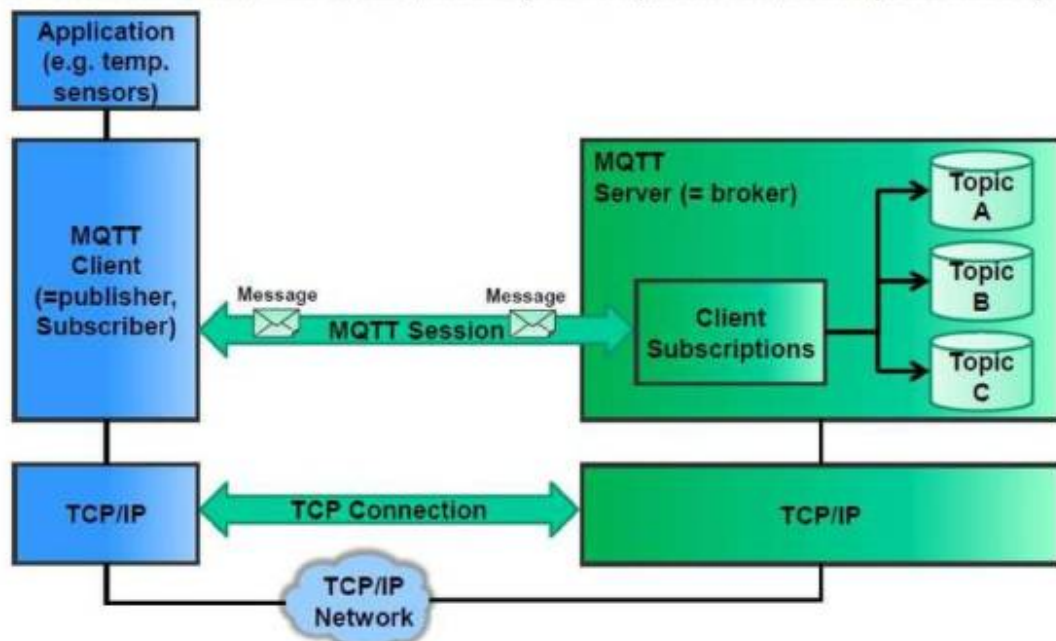 Application
(e.g. temp.
sensors)
MQTT
Client
(=publisher,
Subscriber)
Message
Message
MQTT Session
MQTT
Server (= broker)
Client
Subscriptions
Topic
A
Topic
B
Topic
C
TCP/IP
TCP Connection
TCP/IP
TCP/IP
Network